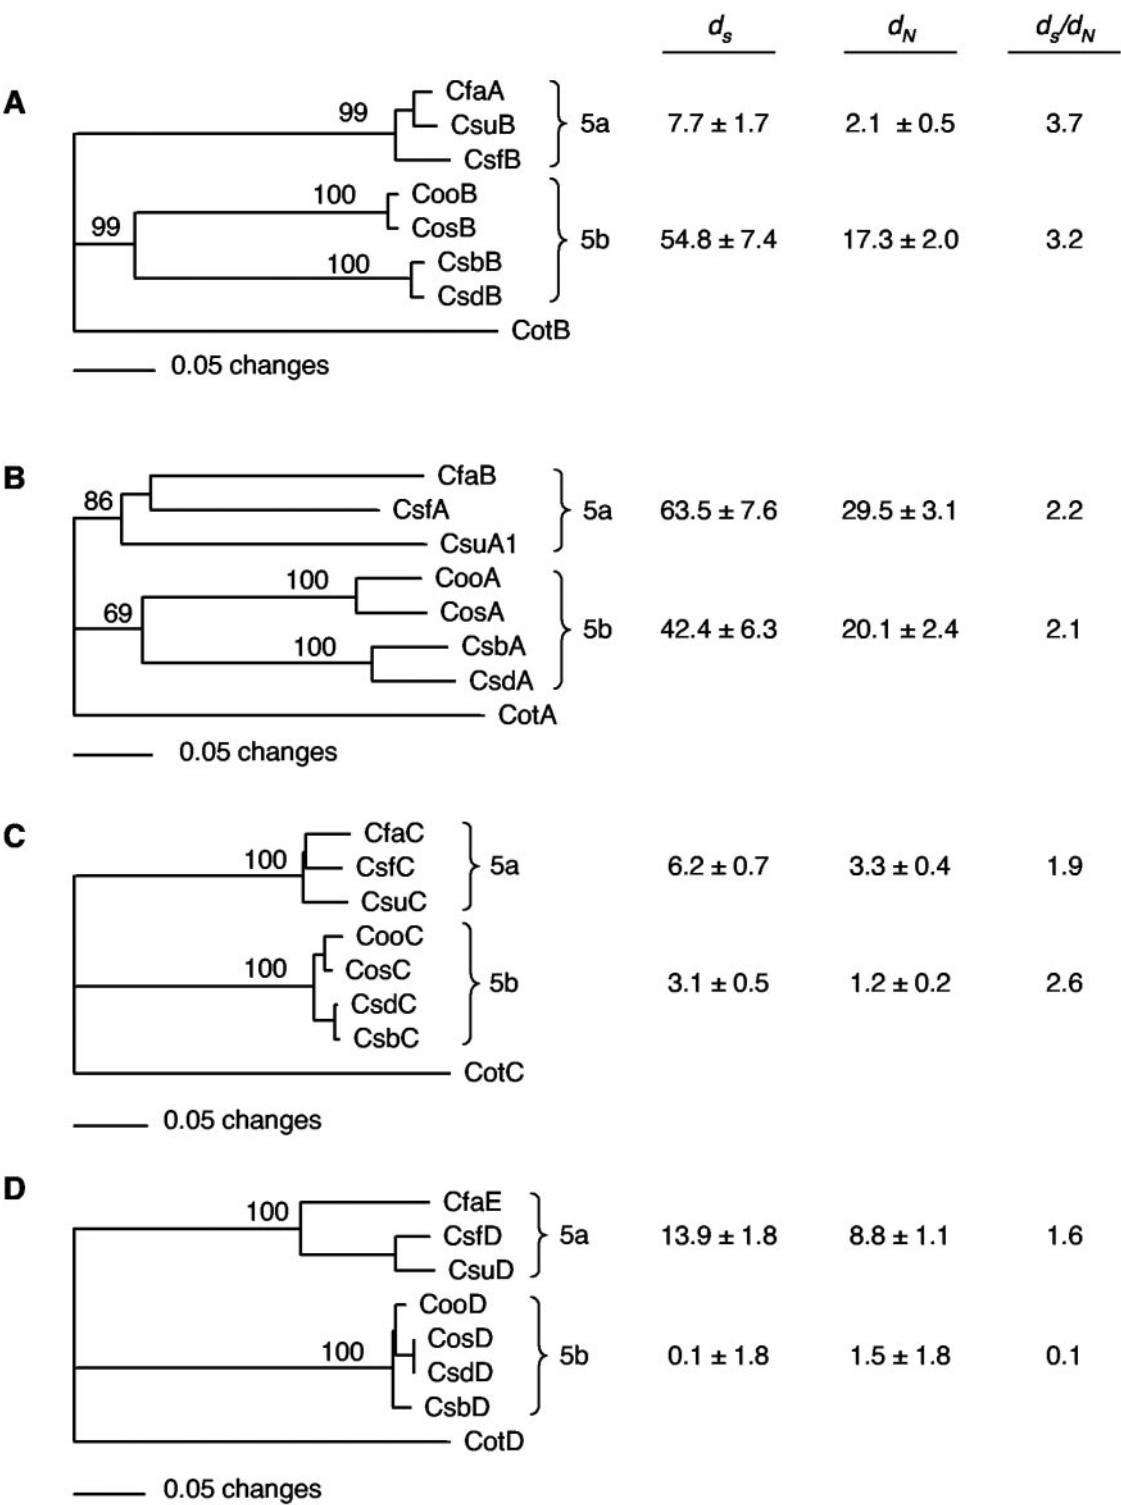 d_s d_N d_s/d_N
A
CfaA
99
CsuB 5a 7.7 ± 1.7 2.1 ± 0.5 3.7
CsfB
100 CooB
99 CosB 5b 54.8 ± 7.4 17.3 ± 2.0 3.2
100 CsbB
CsdB
CotB
0.05 changes
B
CfaB
86 CsfA 5a 63.5 ± 7.6 29.5 ± 3.1 2.2
CsuA1
100 CooA
69 CosA 5b 42.4 ± 6.3 20.1 ± 2.4 2.1
100 CsbA
CsdA
CotA
0.05 changes
C
CfaC
100 CsfC 5a 6.2 ± 0.7 3.3 ± 0.4 1.9
CsuC
CooC
100 CosC 5b 3.1 ± 0.5 1.2 ± 0.2 2.6
CsdC
CsbC
CotC
0.05 changes
D
CfaE
100 CsfD 5a 13.9 ± 1.8 8.8 ± 1.1 1.6
CsuD
CooD
CosD
100 CsdD 5b 0.1 ± 1.8 1.5 ± 1.8 0.1
CsbD
CotD
0.05 changes